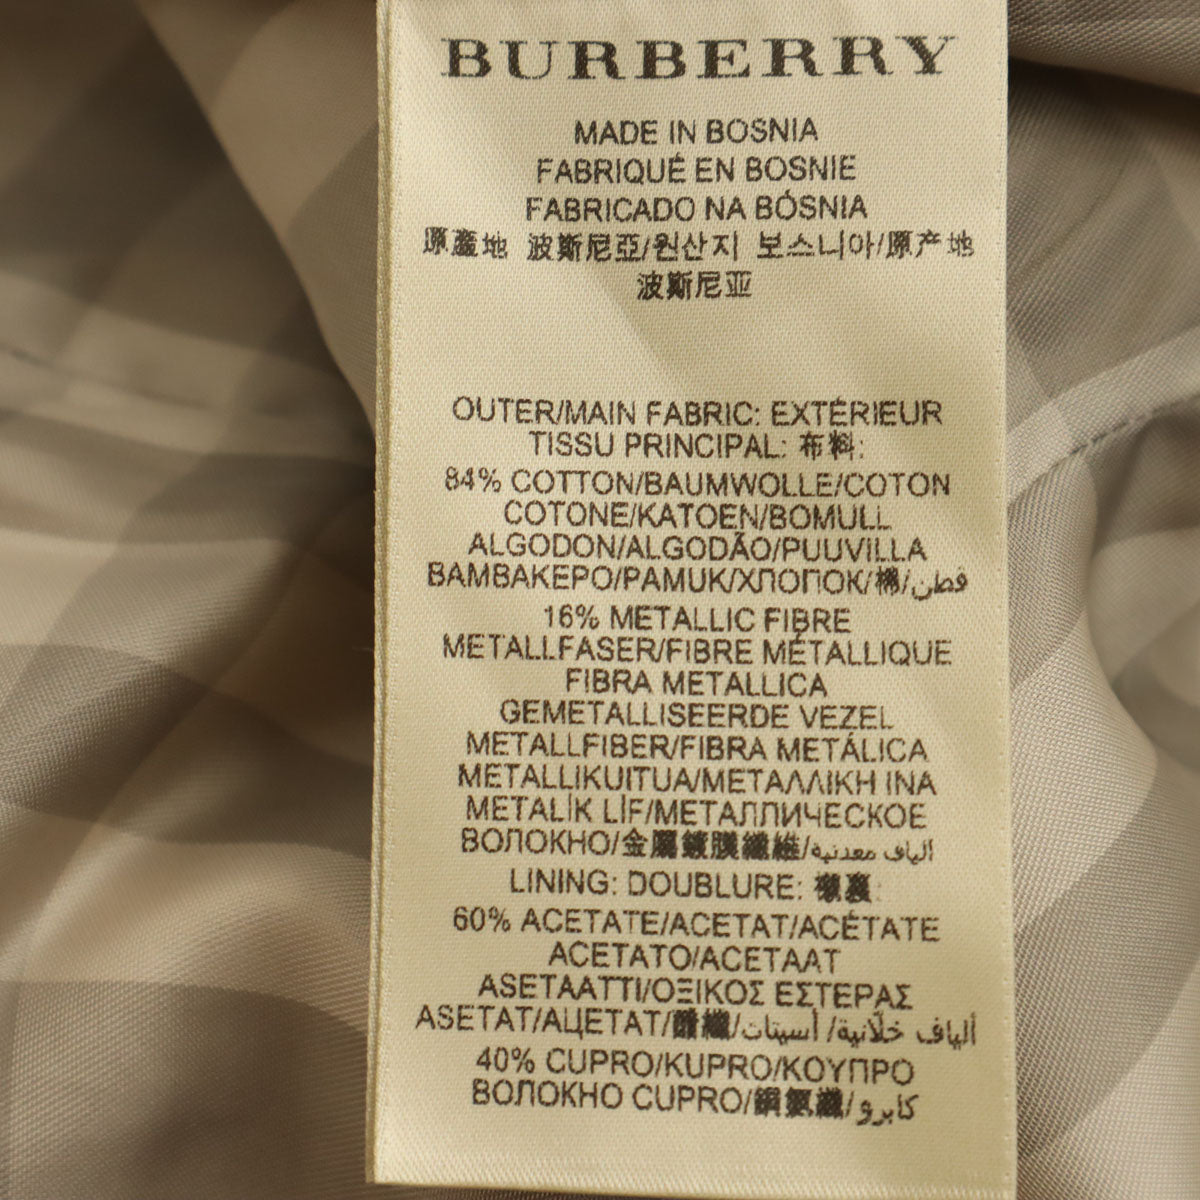 BURBERRY
MADE IN BOSNIA
FABRIQUÉ EN BOSNIE
FABRICADO NA BÓSNIA
原產地 波斯尼亞/원산지 보스니아/原产地
波斯尼亚
OUTER/MAIN FABRIC: EXTÉRIEUR
TISSU PRINCIPAL: 布料:
84% COTTON/BAUMWOLLE/COTON
COTONE/KATOEN/BOMULL
ALGODON/ALGODÃO/PUUVILLA
BAMBAKEPO/PAMUK/ХЛОПОК/棉/قطن
16% METALLIC FIBRE
METALLFASER/FIBRE MÉTALLIQUE
FIBRA METALLICA
GEMETALLISEERDE VEZEL
METALLFIBER/FIBRA METÁLICA
METALLIKUITUA/ΜΕΤΑΛΛΙΚΗ ΙΝΑ
METALİK LİF/МЕТАЛЛИЧЕСКОЕ
ВОЛОКНО/金屬鍍膜纖維/ألياف معدنية
LINING: DOUBLURE:
60% ACETATE/ACETAT/ACÉTATE
ACETATO/ACETAAT
ASETAATTI/ΟΞΙΚΟΣ ΕΣΤΕΡΑΣ
ASETAT/АЦЕТАТ/醋纖/ألياف خلّانية/ أسيتات
40% CUPRO/KUPRO/ΚΟΥΠΡΟ
ВОЛОКНО CUPRO/銅氨纖/كابرو